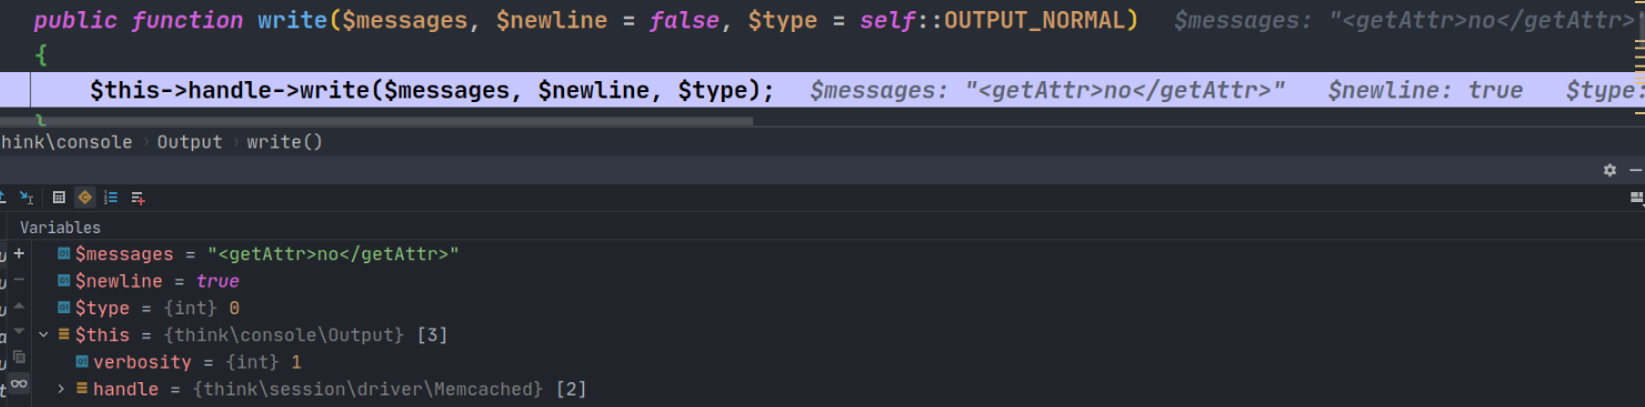 public function write($messages, $newline = false, $type = self::OUTPUT_NORMAL) $messages: "<getAttr>no</getAttr>"
{
$this->handle->write($messages, $newline, $type); $messages: "<getAttr>no</getAttr>" $newline: true $type:
}
hink\console › Output › write()
Variables
$messages = "<getAttr>no</getAttr>"
$newline = true
$type = {int} 0
$this = {think\console\Output} [3]
verbosity = {int} 1
handle = {think\session\driver\Memcached} [2]